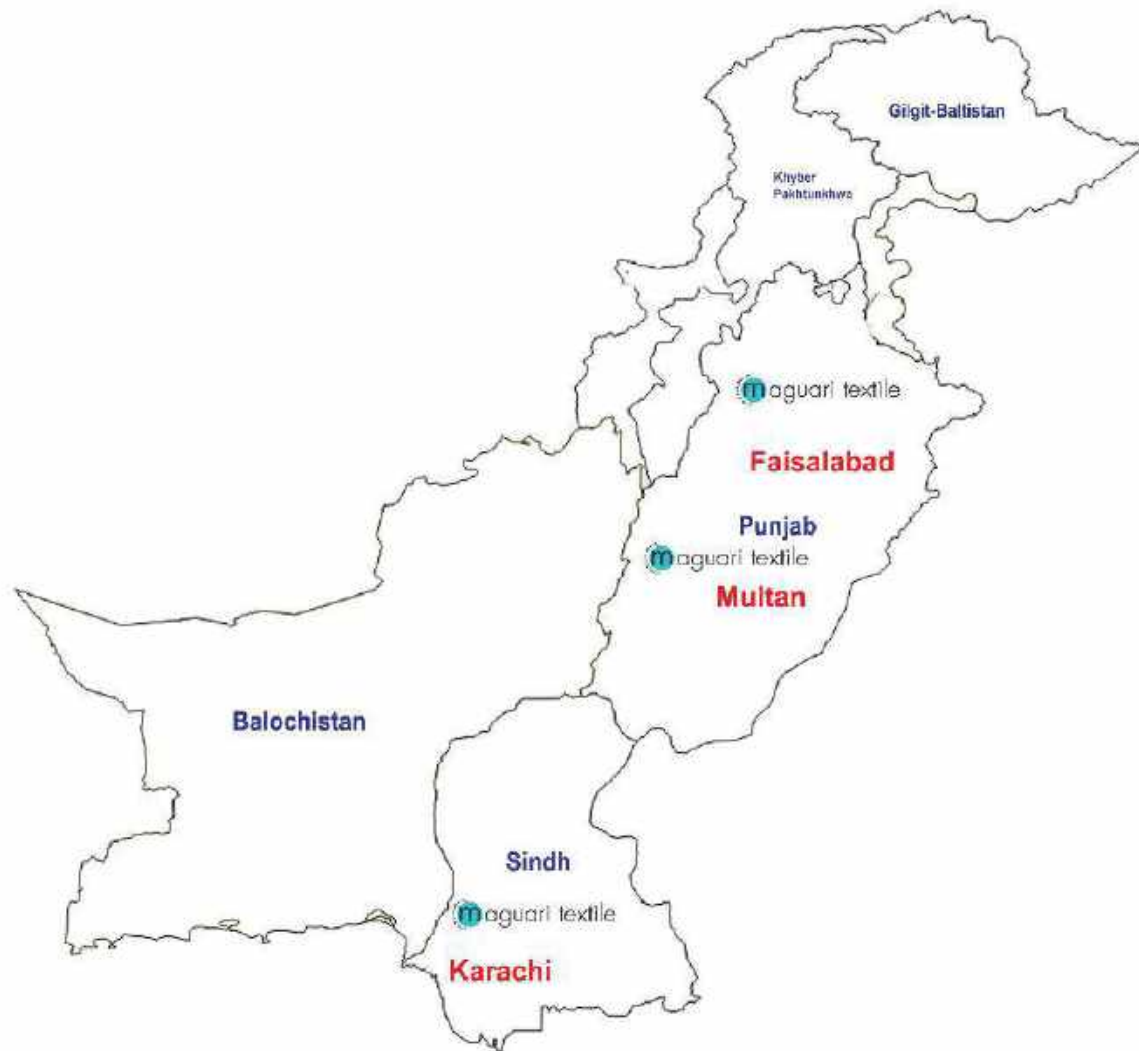 Gilgit-Baltistan
Khyber
Pakhtunkhwa
maguari textile
Faisalabad
Punjab
maguari textile
Multan
Balochistan
Sindh
maguari textile
Karachi